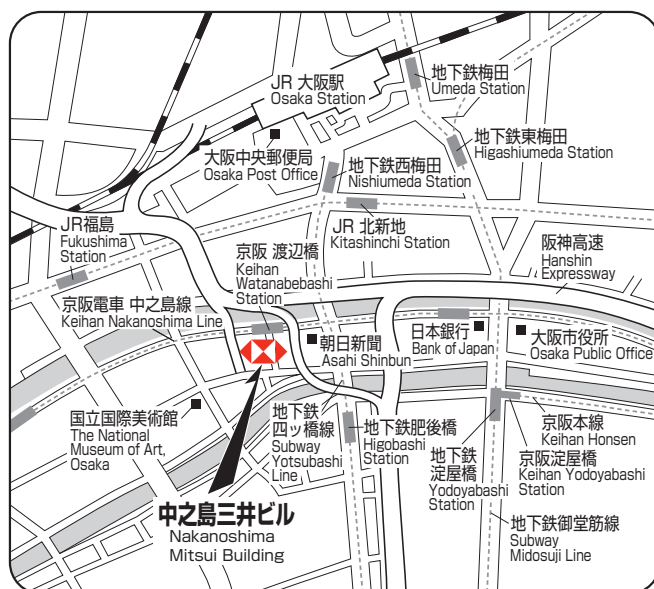 JR 大阪駅
Osaka Station
地下鉄梅田
Umeda Station
地下鉄東梅田
Higashiumeda Station
大阪中央郵便局
Osaka Post Office
地下鉄西梅田
Nishiumeda Station
JR福島
Fukushima
Station
JR 北新地
Kitashinchi Station
京阪 渡辺橋
Keihan
Watanabebashi
Station
阪神高速
Hanshin
Expressway
京阪電車 中之島線
Keihan Nakanoshima Line
朝日新聞
Asahi Shinbun
日本銀行
Bank of Japan
大阪市役所
Osaka Public Office
国立国際美術館
The National
Museum of Art,
Osaka
地下鉄
四ッ橋線
Subway
Yotsubashi
Line
地下鉄肥後橋
Higobashi
Station
地下鉄
淀屋橋
Yodoyabashi
Station
京阪本線
Keihan Honsen
京阪淀屋橋
Keihan Yodoyabashi
Station
中之島三井ビル
Nakanoshima
Mitsui Building
地下鉄御堂筋線
Subway
Midosuji Line